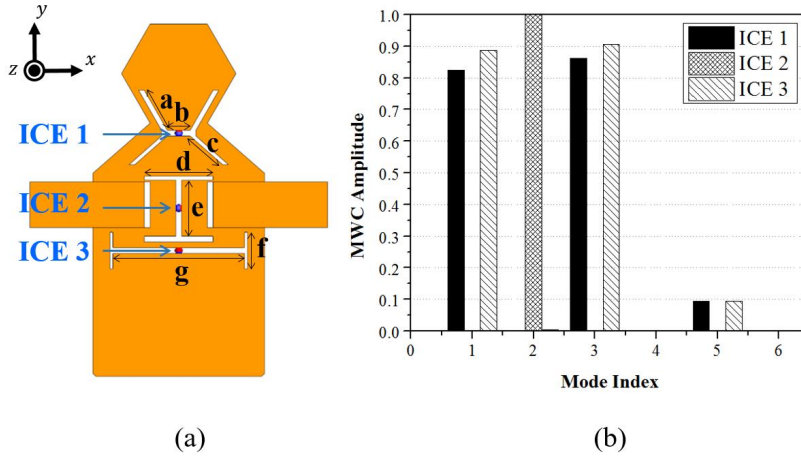 y
z
x
a
b
ICE 1
c
d
ICE 2
e
ICE 3
f
g
(a)
MWC Amplitude
1.0
0.9
0.8
0.7
0.6
0.5
0.4
0.3
0.2
0.1
0.0
0 1 2 3 4 5 6
Mode Index
ICE 1
ICE 2
ICE 3
(b)